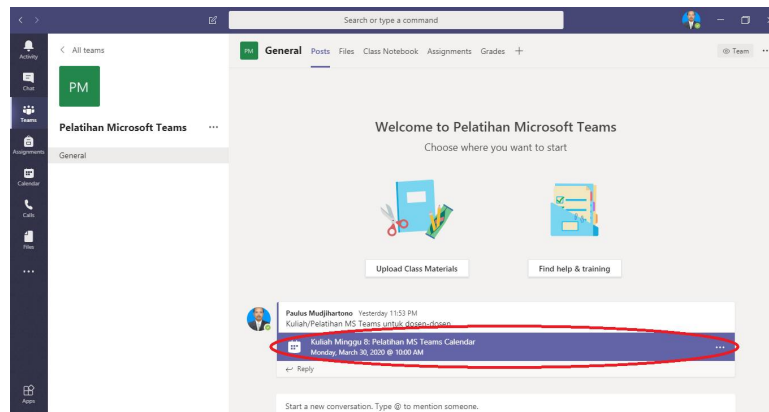 Search or type a command
Activity
Chat
Teams
Assignments
Calendar
Calls
Files
Apps
All teams
PM
Pelatihan Microsoft Teams
General
PM General Posts Files Class Notebook Assignments Grades
Team
Welcome to Pelatihan Microsoft Teams
Choose where you want to start
Upload Class Materials
Find help & training
Paulus Mudjihartono Yesterday 11:53 PM
Kuliah/Pelatihan MS Teams untuk dosen-dosen
Kuliah Minggu 8: Pelatihan MS Teams Calendar
Monday, March 30, 2020 @ 10:00 AM
Reply
Start a new conversation. Type @ to mention someone.